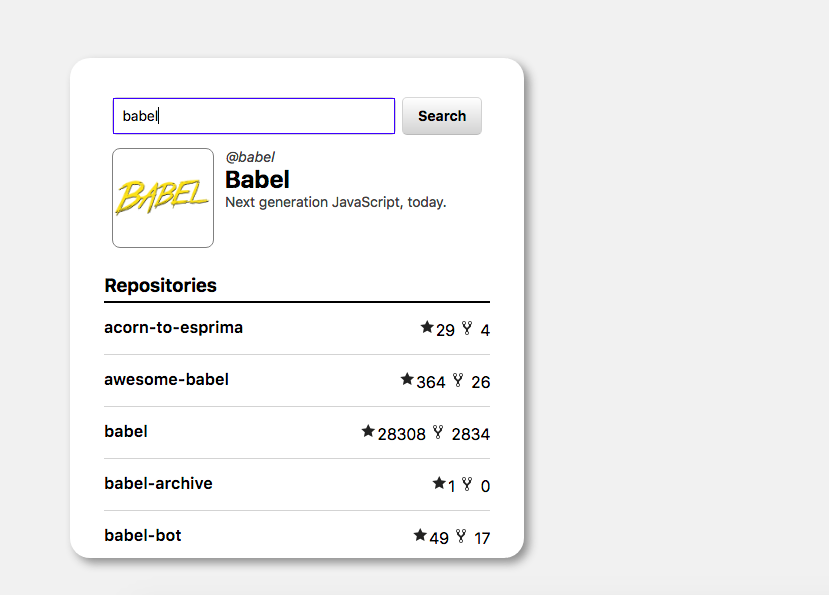 babel
Search
BABEL
@babel
Babel
Next generation JavaScript, today.
Repositories
acorn-to-esprima ★29 4
awesome-babel ★364 26
babel ★28308 2834
babel-archive ★1 0
babel-bot ★49 17